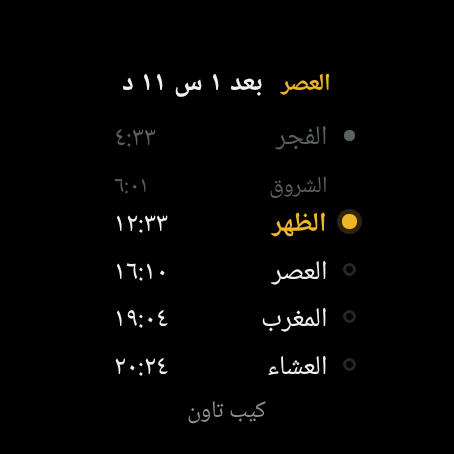 العصر بعد ١ س ١١ د
الفجر ٤:٣٣
الشروق ٦:٠١
الظهر ١٢:٣٣
العصر ١٦:١٠
المغرب ١٩:٠٤
العشاء ٢٠:٢٤
كيب تاون